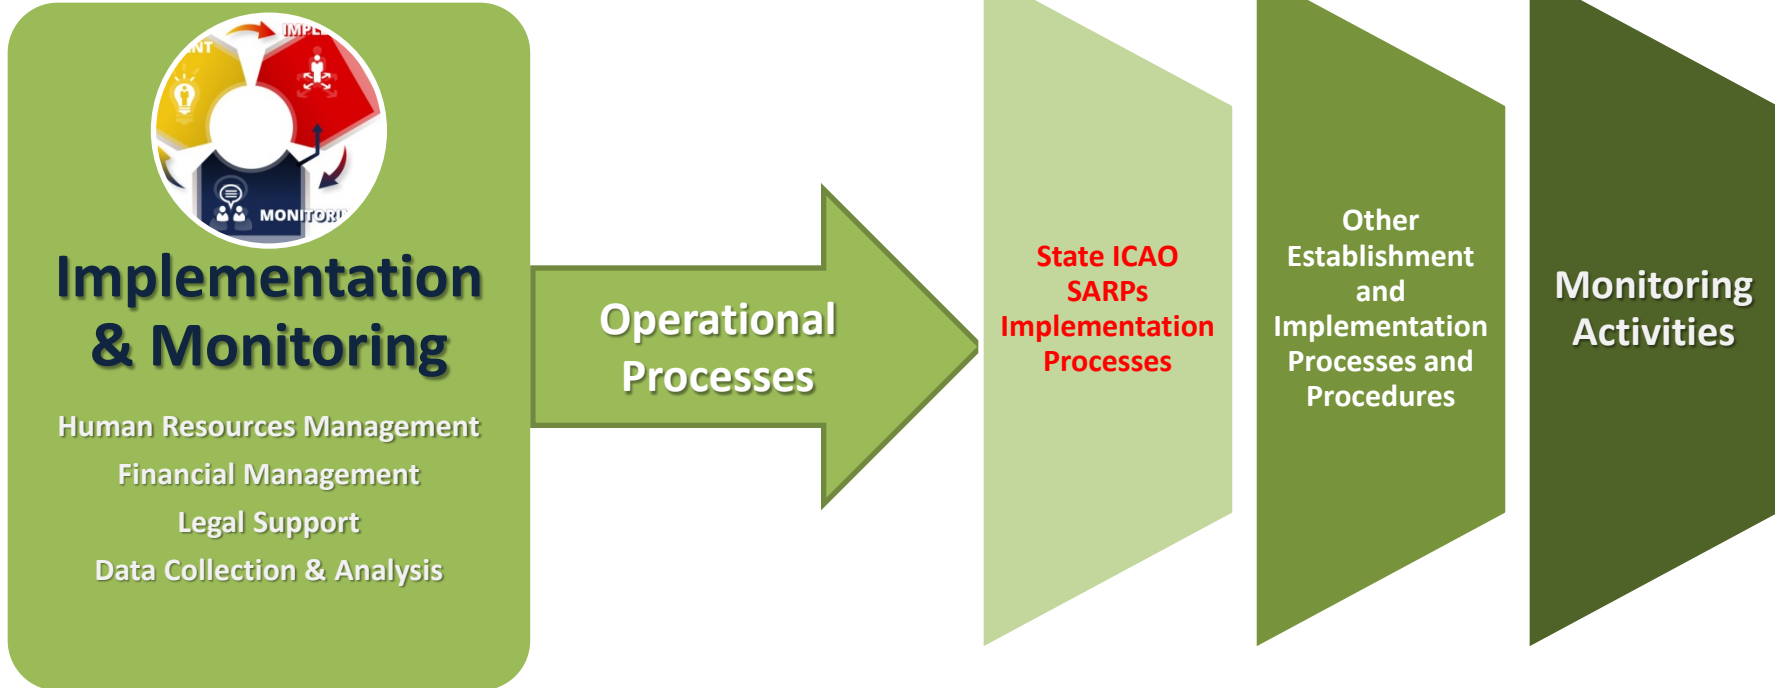 Implementation
& Monitoring
Human Resources Management
Financial Management
Legal Support
Data Collection & Analysis
Operational
Processes
State ICAO
SARPs
Implementation
Processes
Other
Establishment
and
Implementation
Processes and
Procedures
Monitoring
Activities